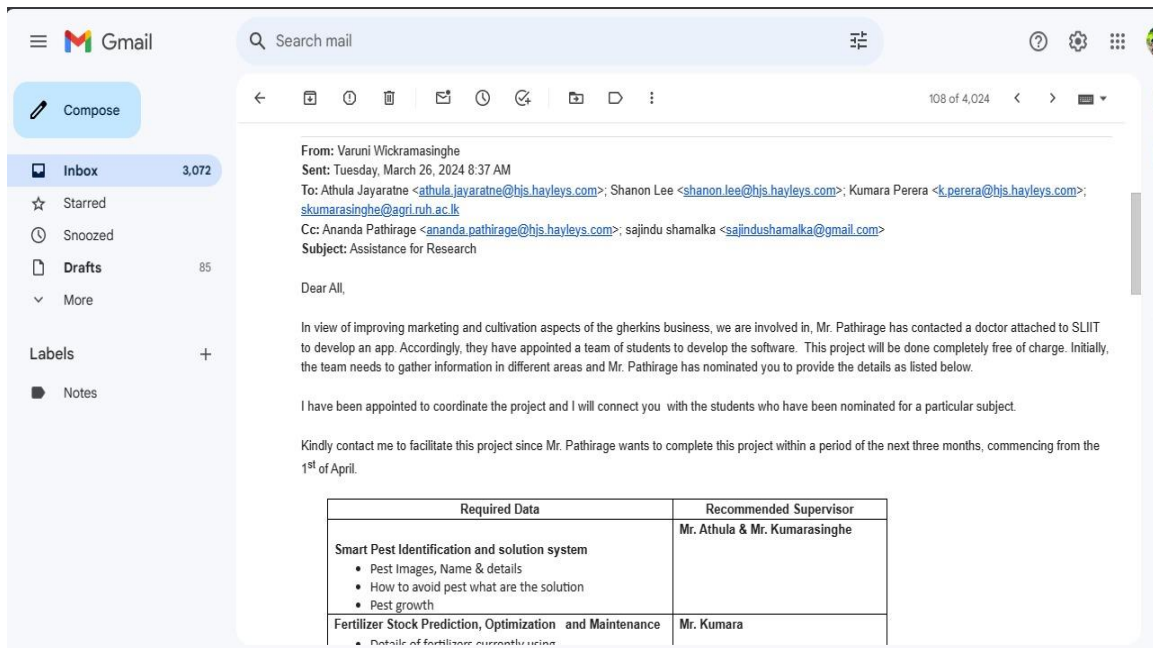 Gmail
Search mail
Compose
108 of 4,024
Inbox 3,072
Starred
Snoozed
Drafts 85
More
Labels
Notes
From: Varuni Wickramasinghe
Sent: Tuesday, March 26, 2024 8:37 AM
To: Athula Jayaratne <athula.jayaratne@hjs.hayleys.com>; Shanon Lee <shanon.lee@hjs.hayleys.com>; Kumara Perera <k.perera@hjs.hayleys.com>;
skumarasinghe@agri.ruh.ac.lk
Cc: Ananda Pathirage <ananda.pathirage@hjs.hayleys.com>; sajindu shamalka <sajindushamalka@gmail.com>
Subject: Assistance for Research
Dear All,
In view of improving marketing and cultivation aspects of the gherkins business, we are involved in, Mr. Pathirage has contacted a doctor attached to SLIIT
to develop an app. Accordingly, they have appointed a team of students to develop the software. This project will be done completely free of charge. Initially,
the team needs to gather information in different areas and Mr. Pathirage has nominated you to provide the details as listed below.
I have been appointed to coordinate the project and I will connect you with the students who have been nominated for a particular subject.
Kindly contact me to facilitate this project since Mr. Pathirage wants to complete this project within a period of the next three months, commencing from the
1st of April.
Required Data Recommended Supervisor
Mr. Athula & Mr. Kumarasinghe
Smart Pest Identification and solution system
• Pest Images, Name & details
• How to avoid pest what are the solution
• Pest growth
Fertilizer Stock Prediction, Optimization and Maintenance Mr. Kumara
• Details of fertilizers currently using